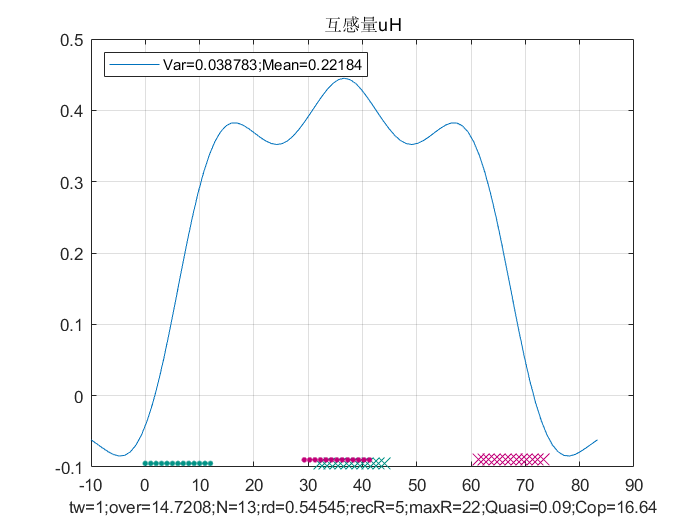 互感量uH
Var=0.038783;Mean=0.22184
0.5
0.4
0.3
0.2
0.1
0
-0.1
-10 0 10 20 30 40 50 60 70 80 90
tw=1;over=14.7208;N=13;rd=0.54545;recR=5;maxR=22;Quasi=0.09;Cop=16.64